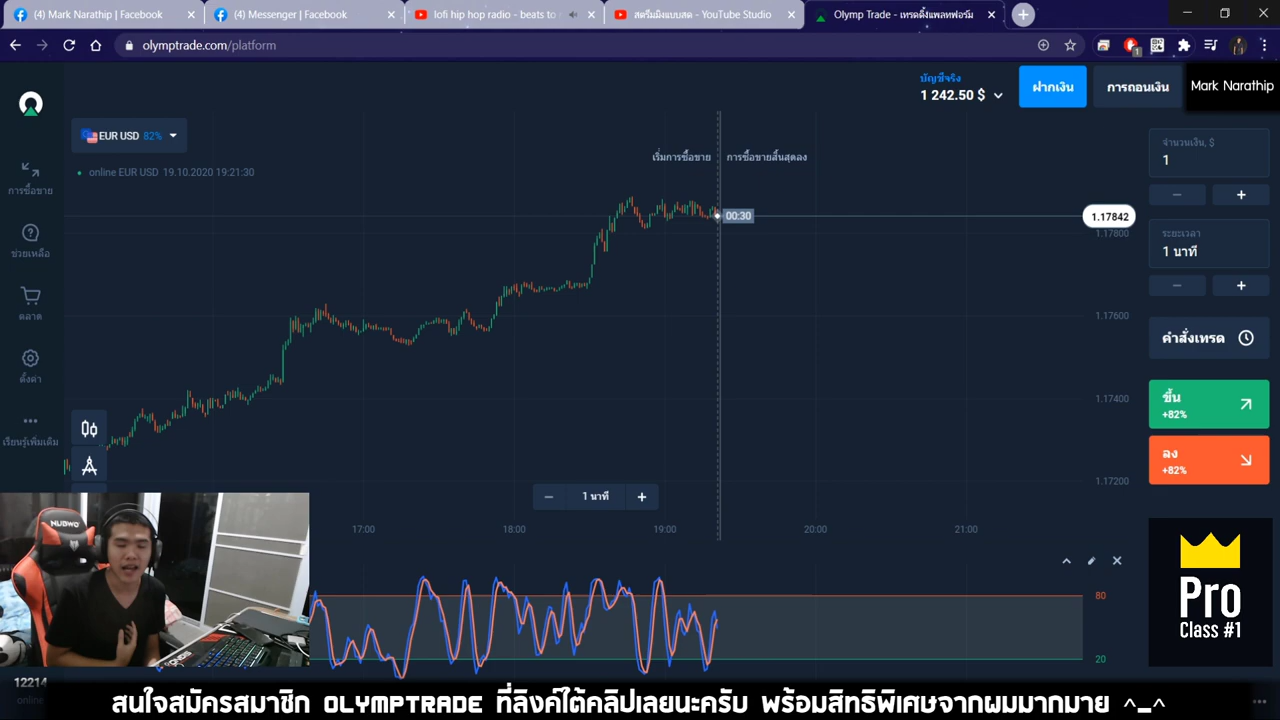 (4) Mark Narathip | Facebook
(4) Messenger | Facebook
lofi hip hop radio - beats to
สตรีมมิงแบบสด - YouTube Studio
Olymp Trade - เทรดดิ้งแพลทฟอร์ม
olymptrade.com/platform
1
บัญชีจริง
1 242.50 $
ฝากเงิน
การถอนเงิน
Mark Narathip
EUR USD 82%
online EUR USD 19.10.2020 19:21:30
เริ่มการซื้อขาย
การซื้อขายสิ้นสุดลง
00:30
1.17842
1.17800
1.17600
1.17400
1.17200
การซื้อขาย
ช่วยเหลือ
ตลาด
ตั้งค่า
เรียนรู้เพิ่มเติม
จำนวนเงิน, $
1
ระยะเวลา
1 นาที
คำสั่งเทรด
ขึ้น
+82%
ลง
+82%
1 นาที
17:00
18:00
19:00
20:00
21:00
80
20
NUBWO
Pro
Class #1
12214
online
สนใจสมัครสมาชิก OLYMPTRADE ที่ลิงค์ใต้คลิปเลยนะครับ พร้อมสิทธิพิเศษจากผมมากมาย ^_^